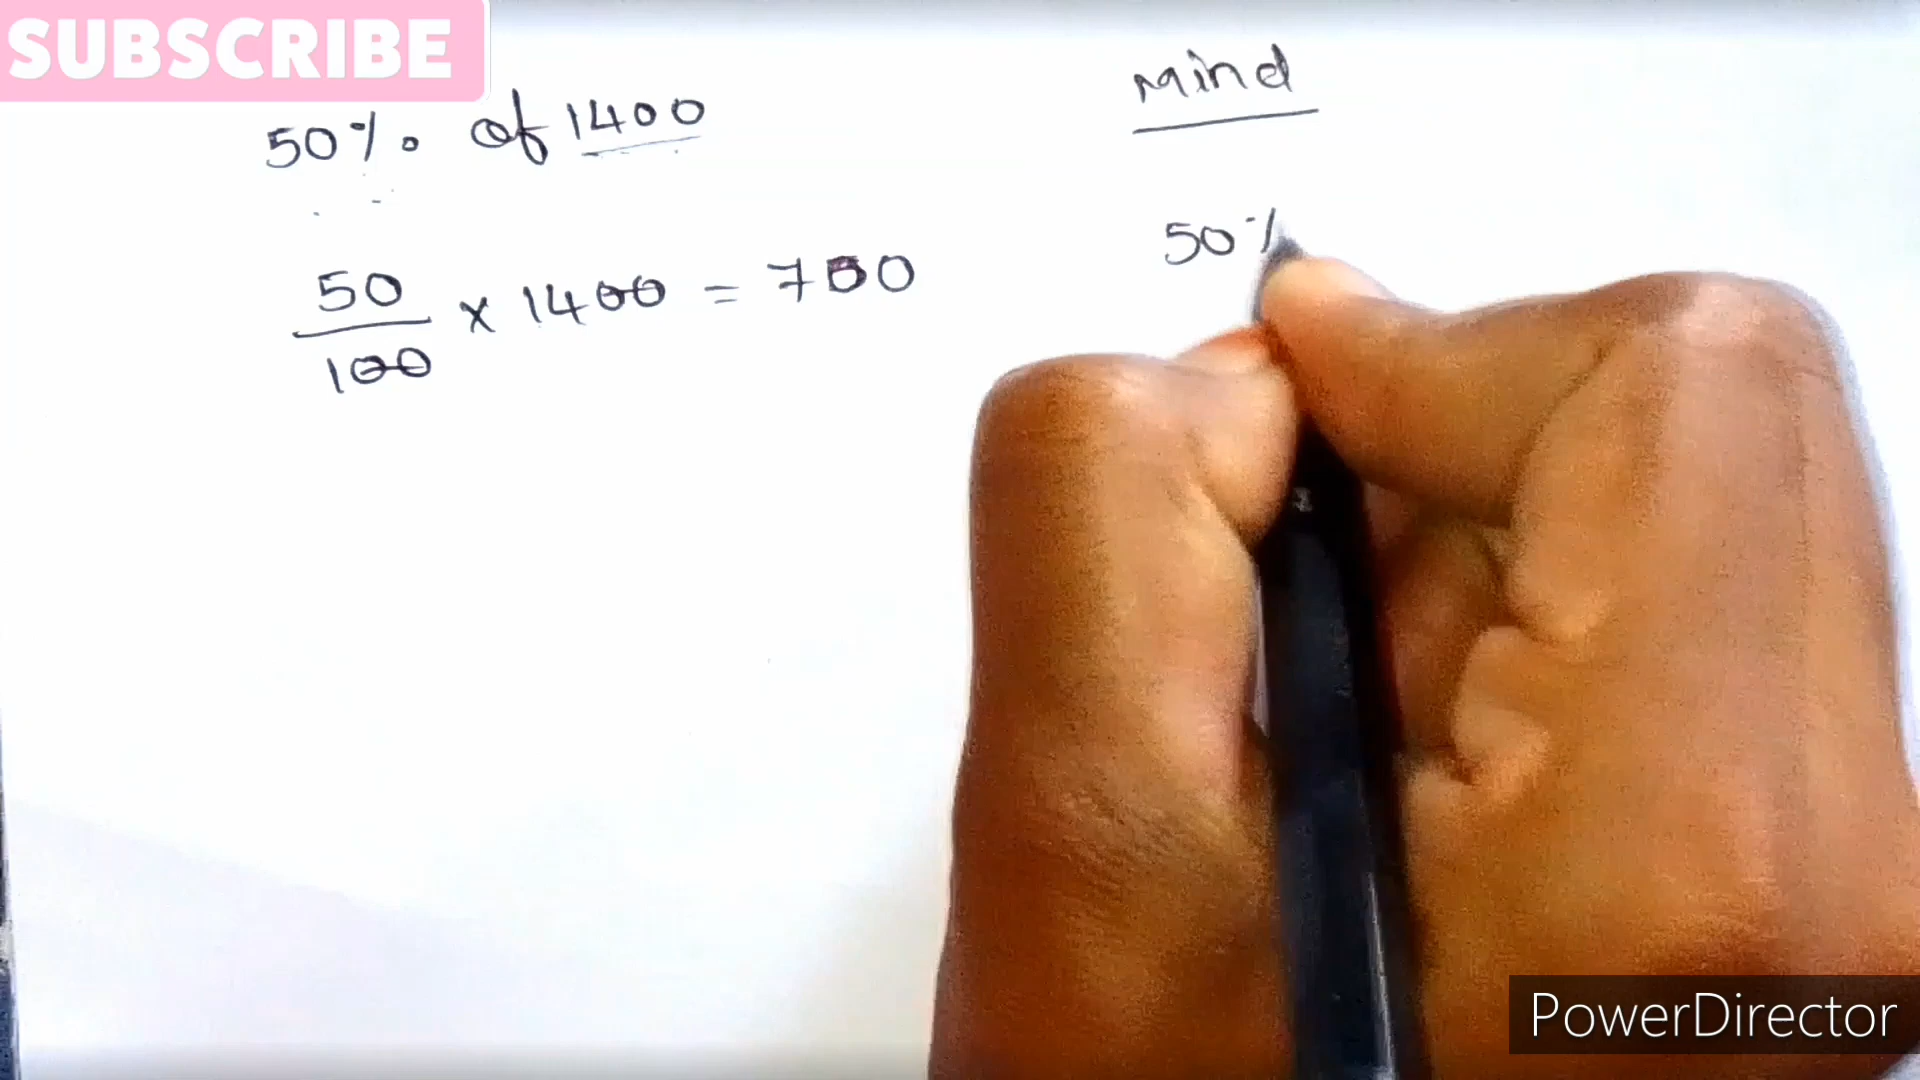 SUBSCRIBE
50% of 1400
50/100 x 1400 = 700
Mind
50%
PowerDirector